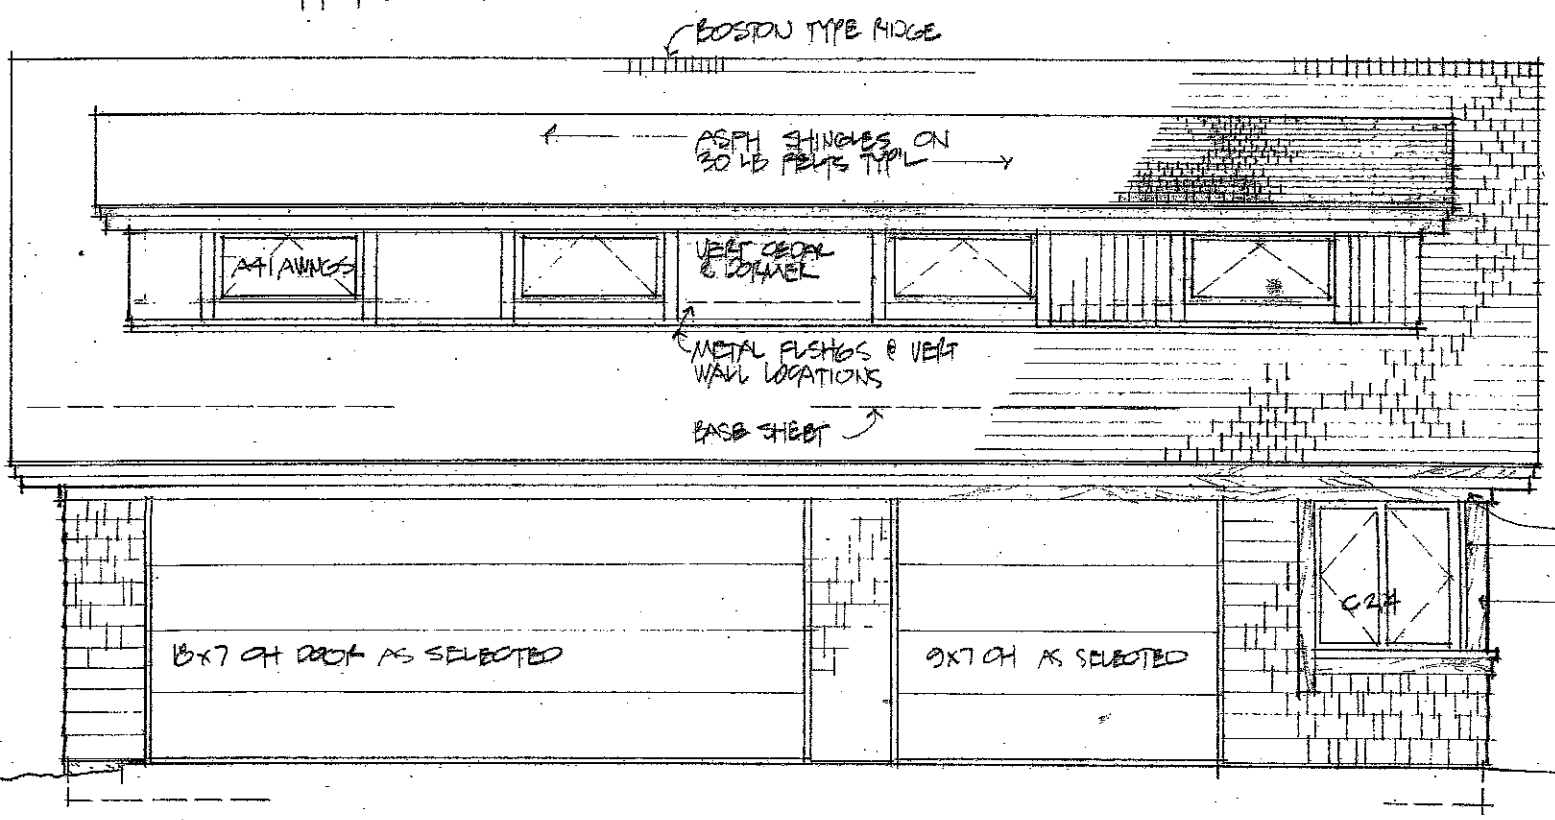 BOSTON TYPE RIDGE
ASPH SHINGLES ON
30 LB FELTS TYP'L
A41 AWNGS
VERT CEDAR
@ DORMER
METAL FLSHGS @ VERT
WALL LOCATIONS
BASE SHEET
C24
18X7 OH DOOR AS SELECTED
9X7 OH AS SELECTED